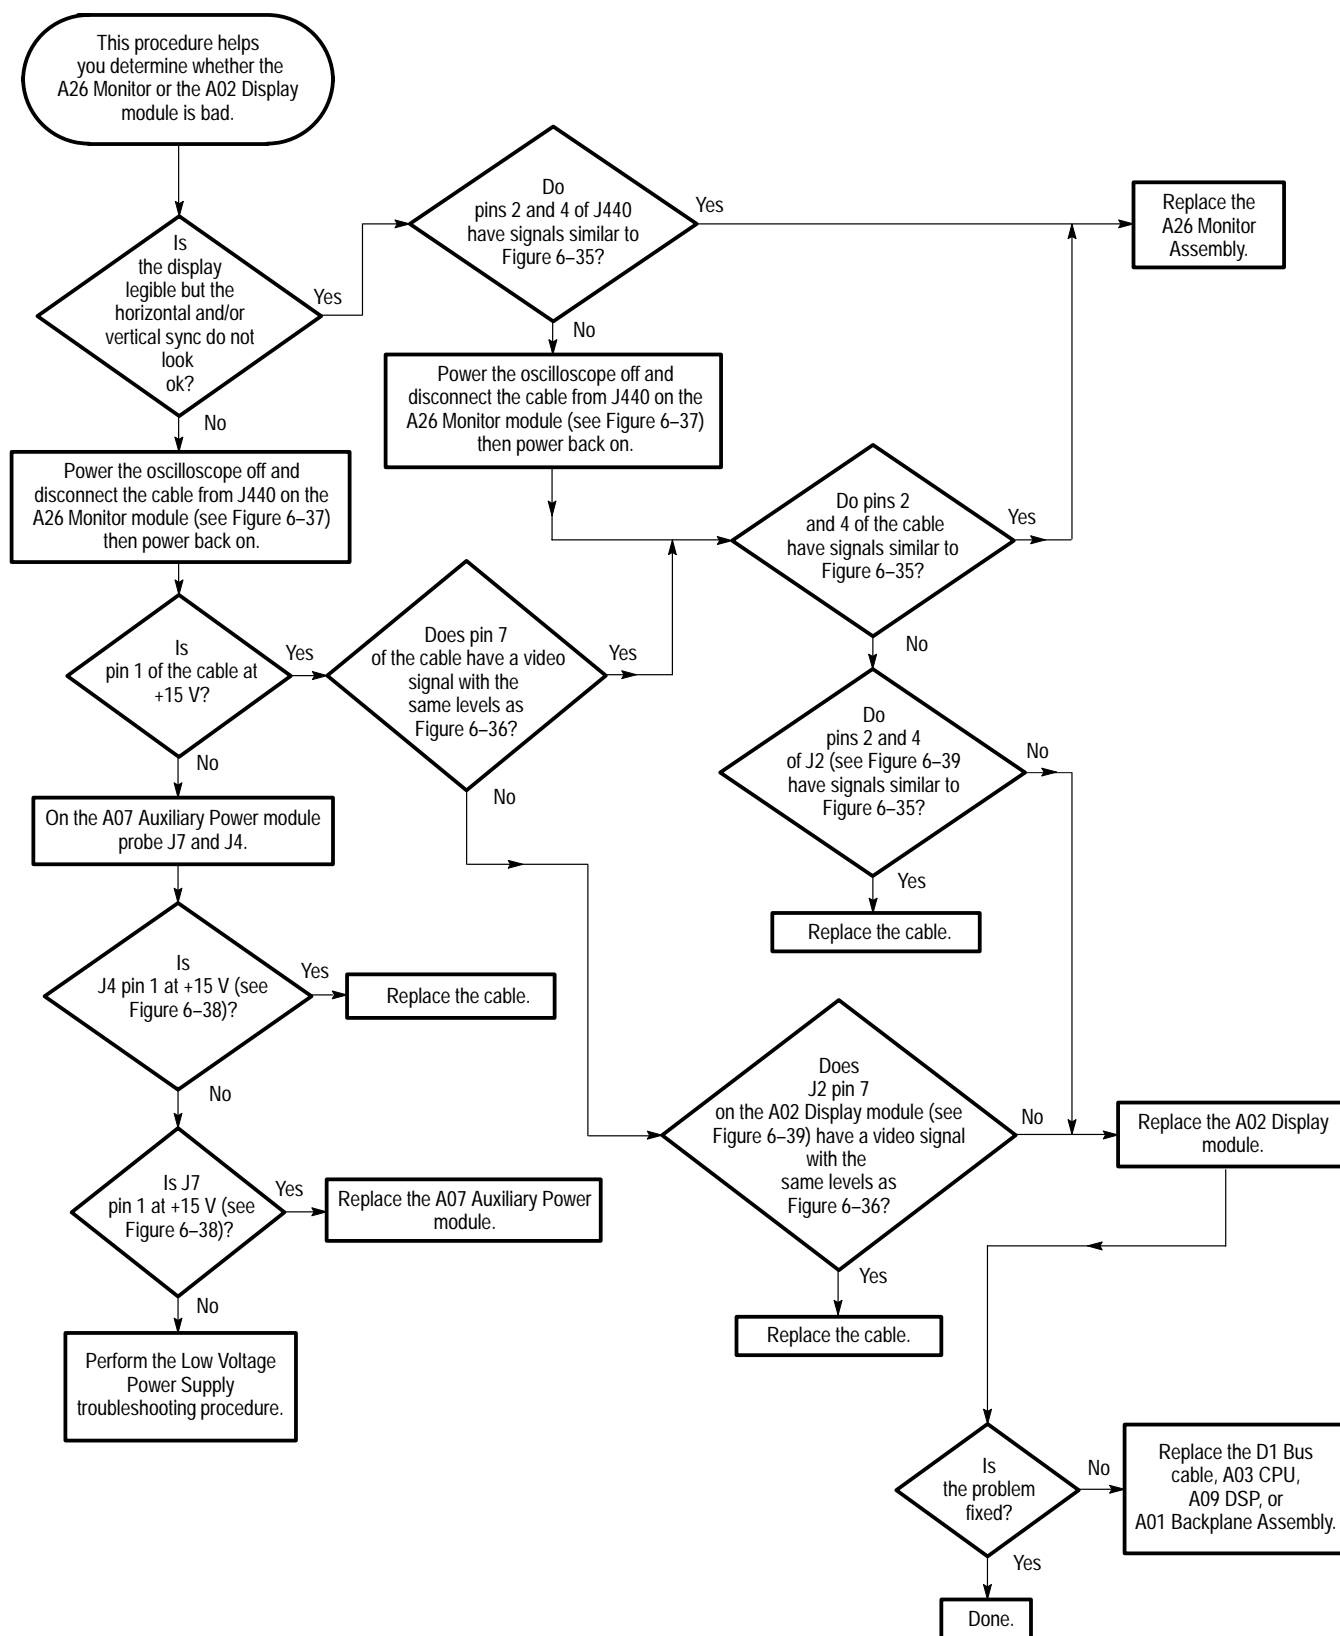 This procedure helps
you determine whether the
A26 Monitor or the A02 Display
module is bad.
Is
the display
legible but the
horizontal and/or
vertical sync do not
look
ok?
Yes
No
Do
pins 2 and 4 of J440
have signals similar to
Figure 6–35?
Yes
No
Replace the
A26 Monitor
Assembly.
Power the oscilloscope off and
disconnect the cable from J440 on the
A26 Monitor module (see Figure 6–37)
then power back on.
Power the oscilloscope off and
disconnect the cable from J440 on the
A26 Monitor module (see Figure 6–37)
then power back on.
Do pins 2
and 4 of the cable
have signals similar to
Figure 6–35?
Yes
No
Is
pin 1 of the cable at
+15 V?
Yes
No
Does pin 7
of the cable have a video
signal with the
same levels as
Figure 6–36?
Yes
No
Do
pins 2 and 4
of J2 (see Figure 6–39
have signals similar to
Figure 6–35?
No
Yes
Replace the cable.
On the A07 Auxiliary Power module
probe J7 and J4.
Is
J4 pin 1 at +15 V (see
Figure 6–38)?
Yes
No
Replace the cable.
Does
J2 pin 7
on the A02 Display module (see
Figure 6–39) have a video signal
with the
same levels as
Figure 6–36?
No
Yes
Replace the A02 Display
module.
Is J7
pin 1 at +15 V (see
Figure 6–38)?
Yes
No
Replace the A07 Auxiliary Power
module.
Replace the cable.
Perform the Low Voltage
Power Supply
troubleshooting procedure.
Is
the problem
fixed?
No
Yes
Replace the D1 Bus
cable, A03 CPU,
A09 DSP, or
A01 Backplane Assembly.
Done.